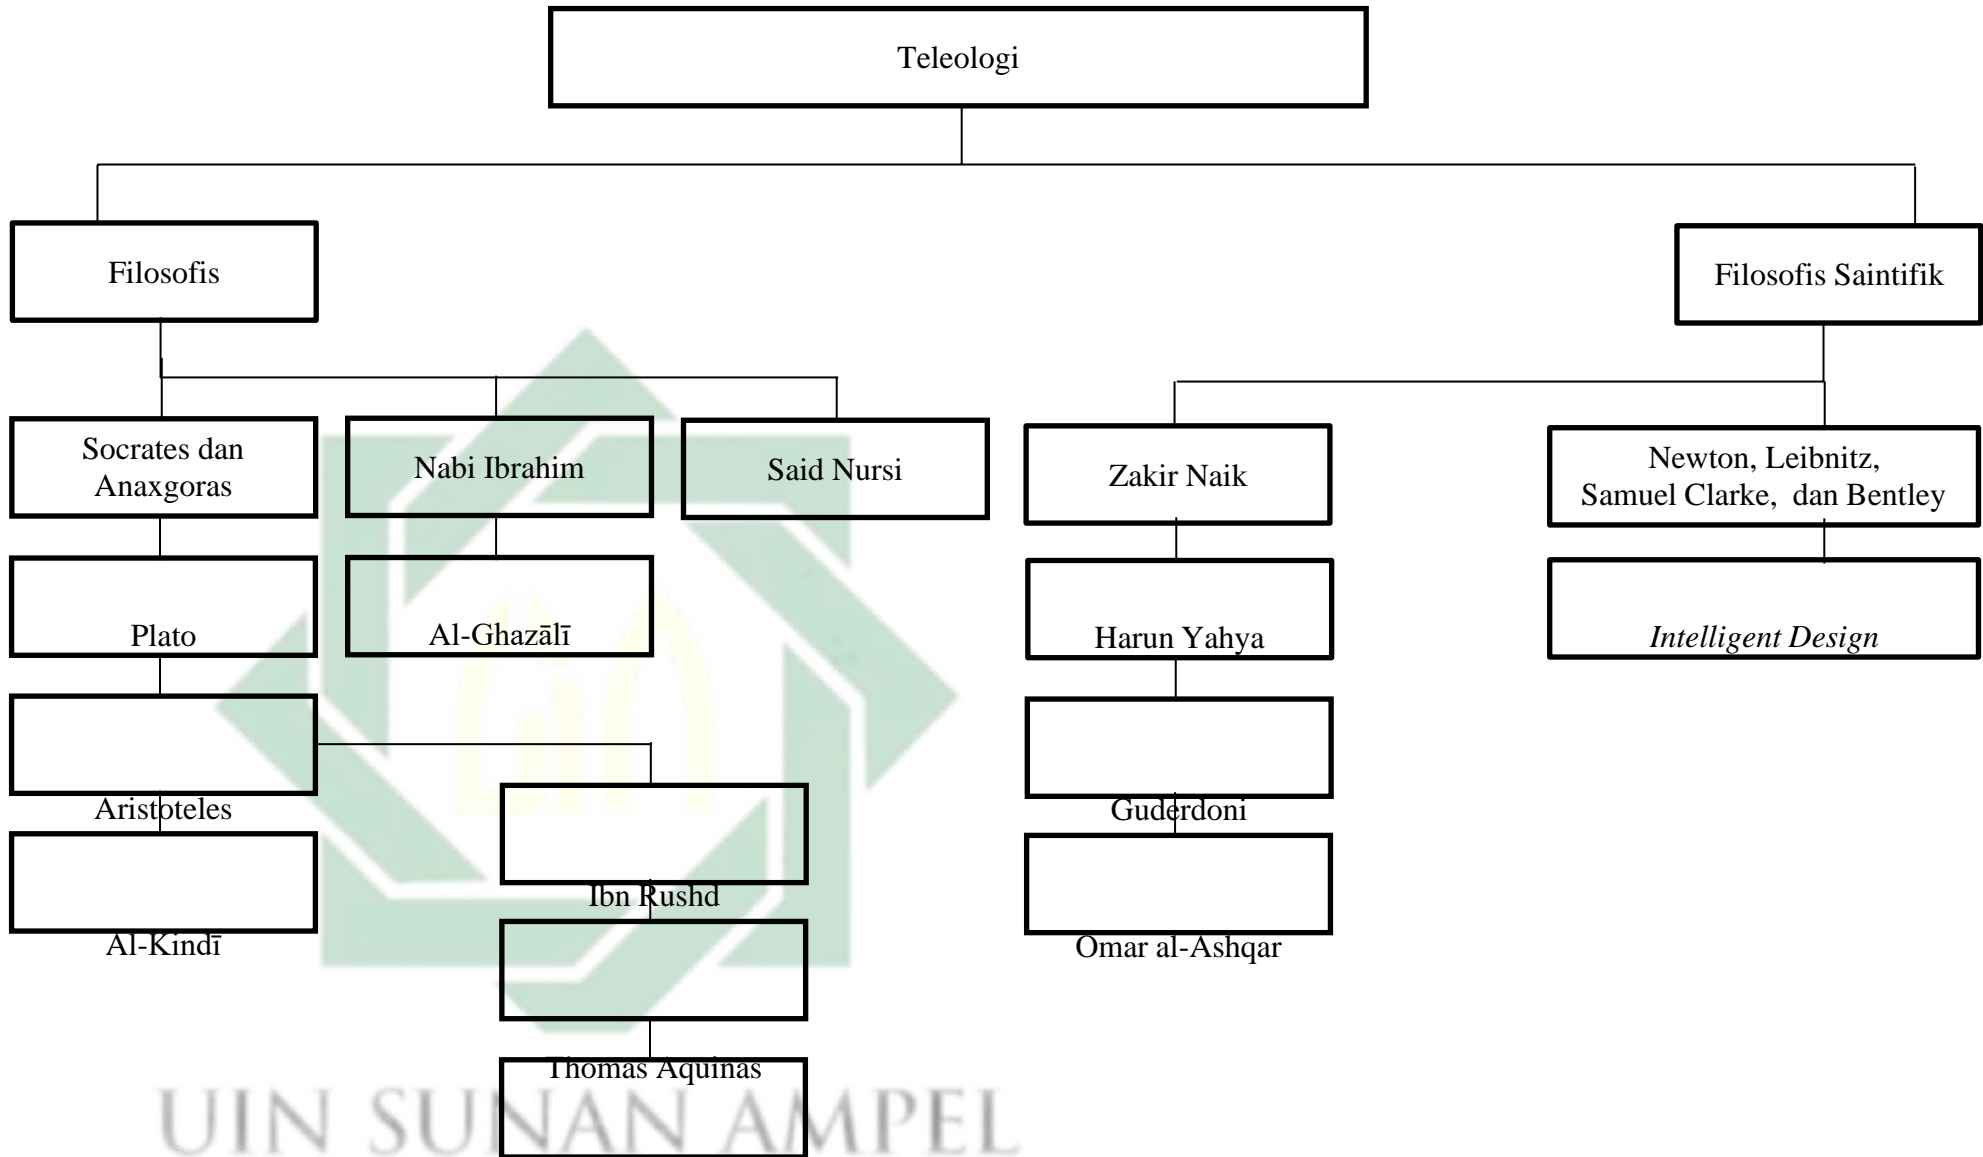 Teleologi
Filosofis
Filosofis Saintifik
Socrates dan
Anaxgoras
Nabi Ibrahim
Said Nursi
Zakir Naik
Newton, Leibnitz,
Samuel Clarke, dan Bentley
Plato
Al-Ghazālī
Harun Yahya
Intelligent Design
Aristoteles
Guderdoni
Ibn Rushd
Al-Kindī
Omar al-Ashqar
Thomas Aquinas
UIN SUNAN AMPEL